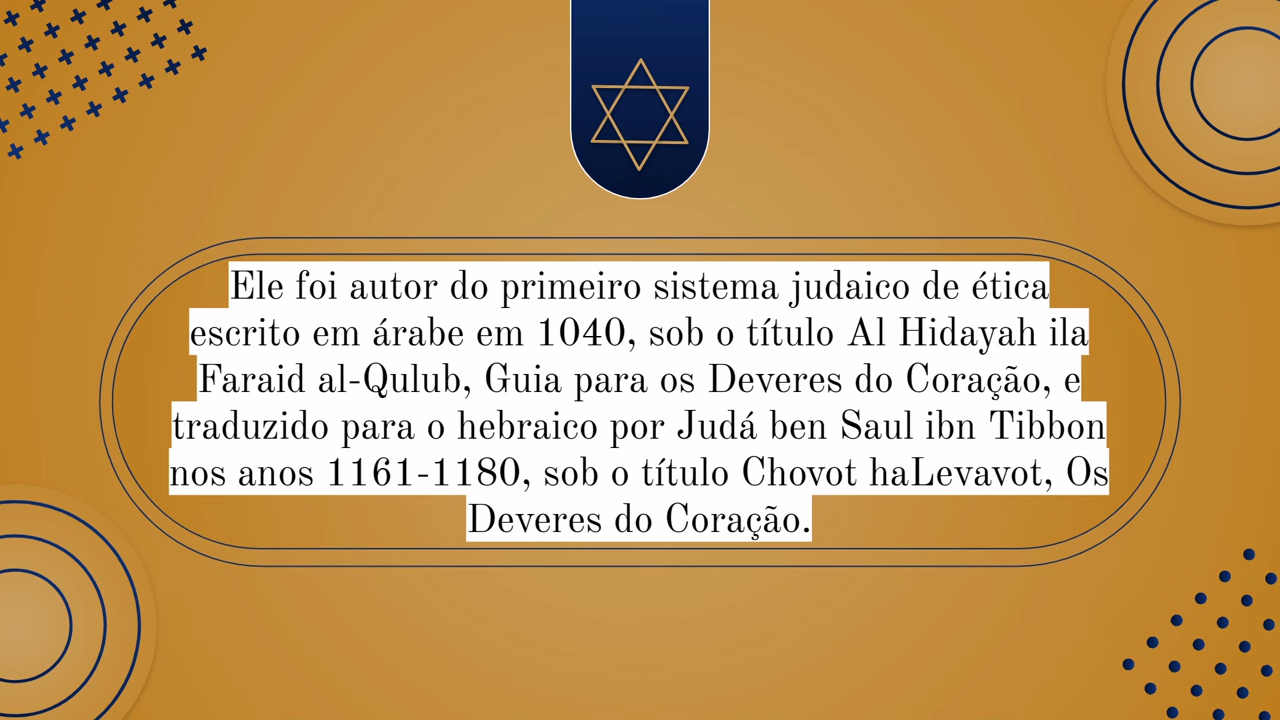 Ele foi autor do primeiro sistema judaico de ética
escrito em árabe em 1040, sob o título Al Hidayah ila
Faraid al-Qulub, Guia para os Deveres do Coração, e
traduzido para o hebraico por Judá ben Saul ibn Tibbon
nos anos 1161-1180, sob o título Chovot haLevavot, Os
Deveres do Coração.